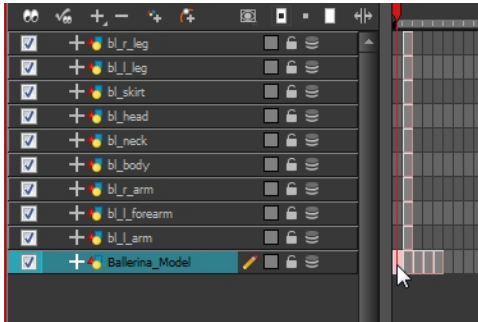 bl_r_leg
bl_l_leg
bl_skirt
bl_head
bl_neck
bl_body
bl_r_arm
bl_l_forearm
bl_l_arm
Ballerina_Model